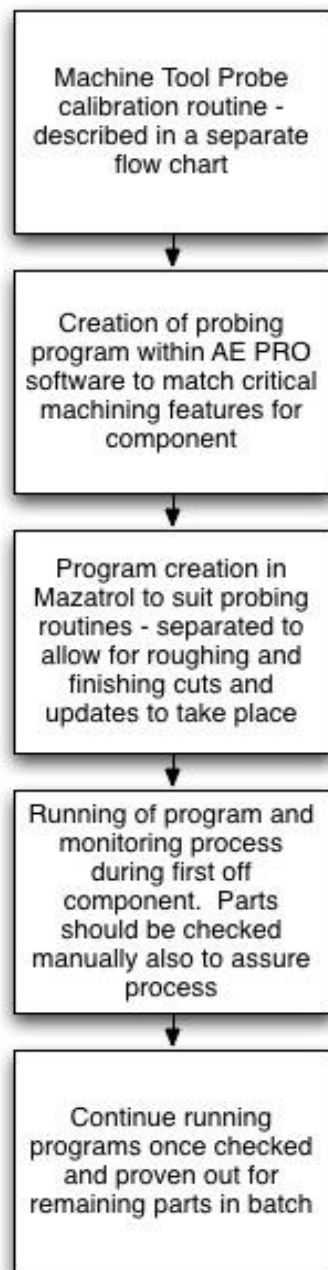 Machine Tool Probe
calibration routine -
described in a separate
flow chart
Creation of probing
program within AE PRO
software to match critical
machining features for
component
Program creation in
Mazatrol to suit probing
routines - separated to
allow for roughing and
finishing cuts and
updates to take place
Running of program and
monitoring process
during first off
component.  Parts
should be checked
manually also to assure
process
Continue running
programs once checked
and proven out for
remaining parts in batch